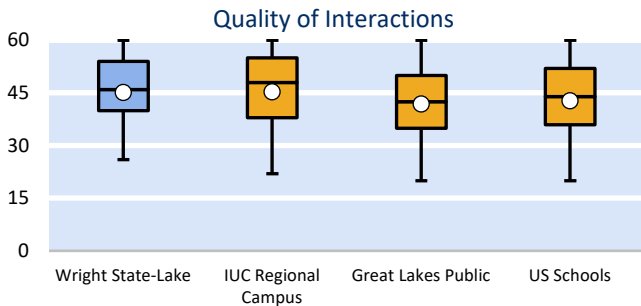 Quality of Interactions
60
45
30
15
0
Wright State-Lake
IUC Regional
Campus
Great Lakes Public
US Schools